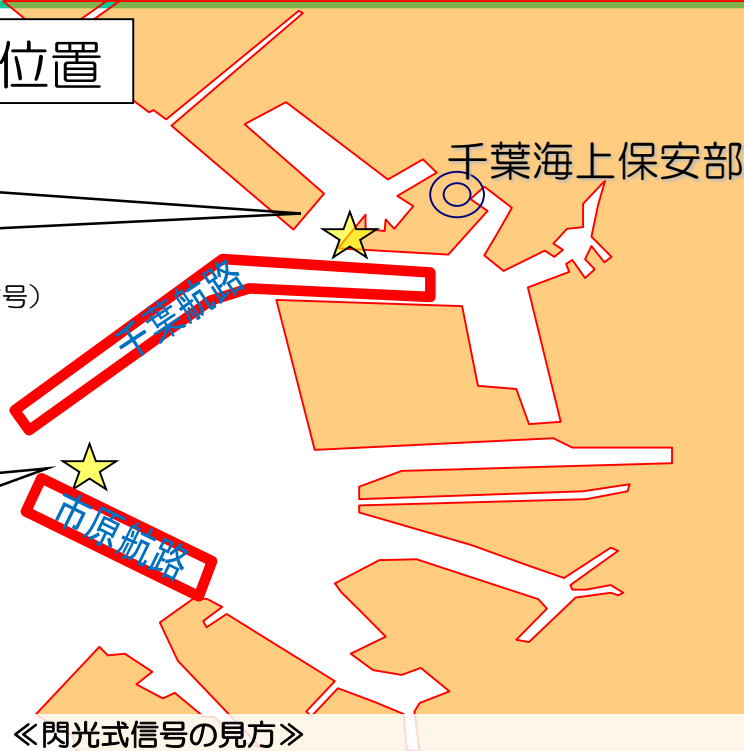 位置
千葉海上保安部
号）
千葉航路
市原航路
≪閃光式信号の見方≫